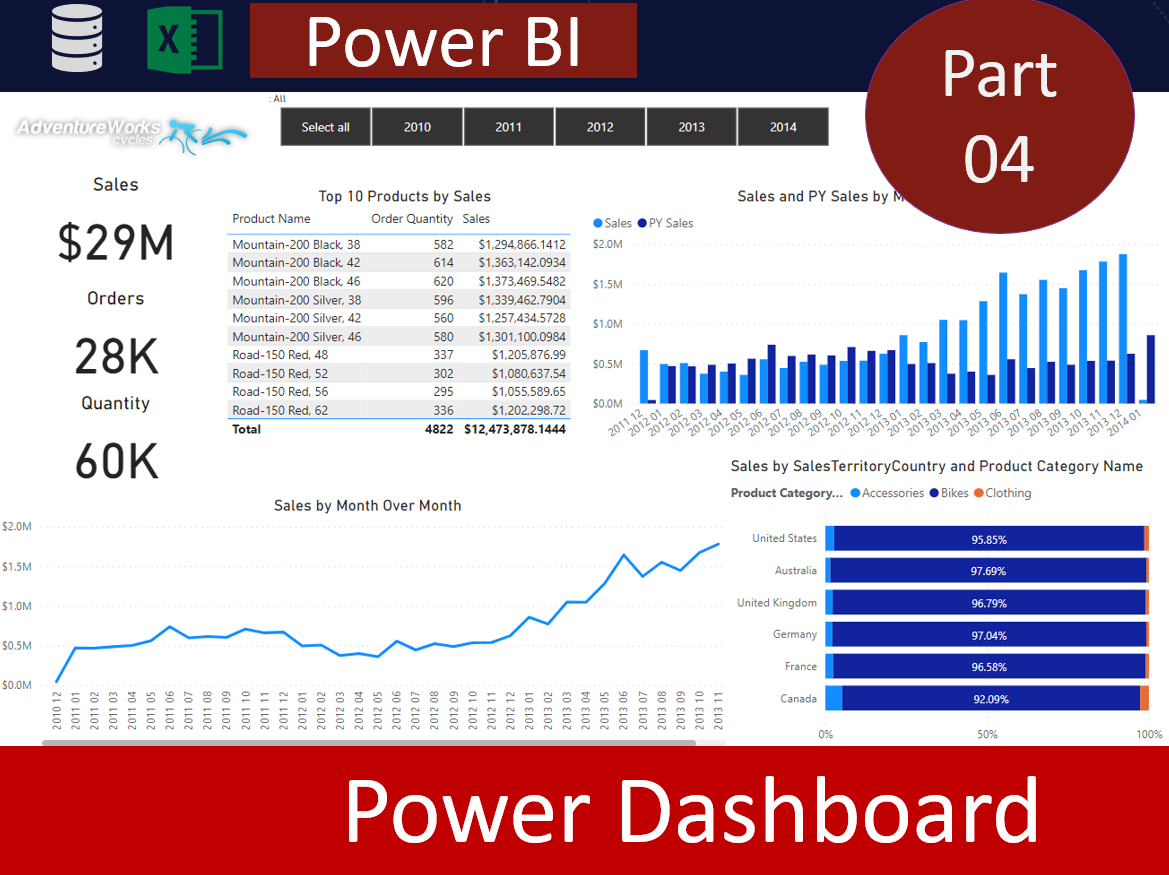 X
Power BI
Part
04
: All
AdventureWorks
cycles
Select all 2010 2011 2012 2013 2014
Sales
$29M
Orders
28K
Quantity
60K
Top 10 Products by Sales
Product Name Order Quantity Sales
Mountain-200 Black, 38 582 $1,294,866.1412
Mountain-200 Black, 42 614 $1,363,142.0934
Mountain-200 Black, 46 620 $1,373,469.5482
Mountain-200 Silver, 38 596 $1,339,462.7904
Mountain-200 Silver, 42 560 $1,257,434.5728
Mountain-200 Silver, 46 580 $1,301,100.0984
Road-150 Red, 48 337 $1,205,876.99
Road-150 Red, 52 302 $1,080,637.54
Road-150 Red, 56 295 $1,055,589.65
Road-150 Red, 62 336 $1,202,298.72
Total 4822 $12,473,878.1444
Sales and PY Sales by M
Sales PY Sales
$2.0M
$1.5M
$1.0M
$0.5M
$0.0M
2011 12 2012 01 2012 02 2012 03 2012 04 2012 05 2012 06 2012 07 2012 08 2012 09 2012 10 2012 11 2012 12 2013 01 2013 02 2013 03 2013 04 2013 05 2013 06 2013 07 2013 08 2013 09 2013 10 2013 11 2013 12 2014 01
Sales by Month Over Month
$2.0M
$1.5M
$1.0M
$0.5M
$0.0M
2010 12 2011 01 2011 02 2011 03 2011 04 2011 05 2011 06 2011 07 2011 08 2011 09 2011 10 2011 11 2011 12 2012 01 2012 02 2012 03 2012 04 2012 05 2012 06 2012 07 2012 08 2012 09 2012 10 2012 11 2012 12 2013 01 2013 02 2013 03 2013 04 2013 05 2013 06 2013 07 2013 08 2013 09 2013 10 2013 11
Sales by SalesTerritoryCountry and Product Category Name
Product Category... Accessories Bikes Clothing
United States 95.85%
Australia 97.69%
United Kingdom 96.79%
Germany 97.04%
France 96.58%
Canada 92.09%
0% 50% 100%
Power Dashboard